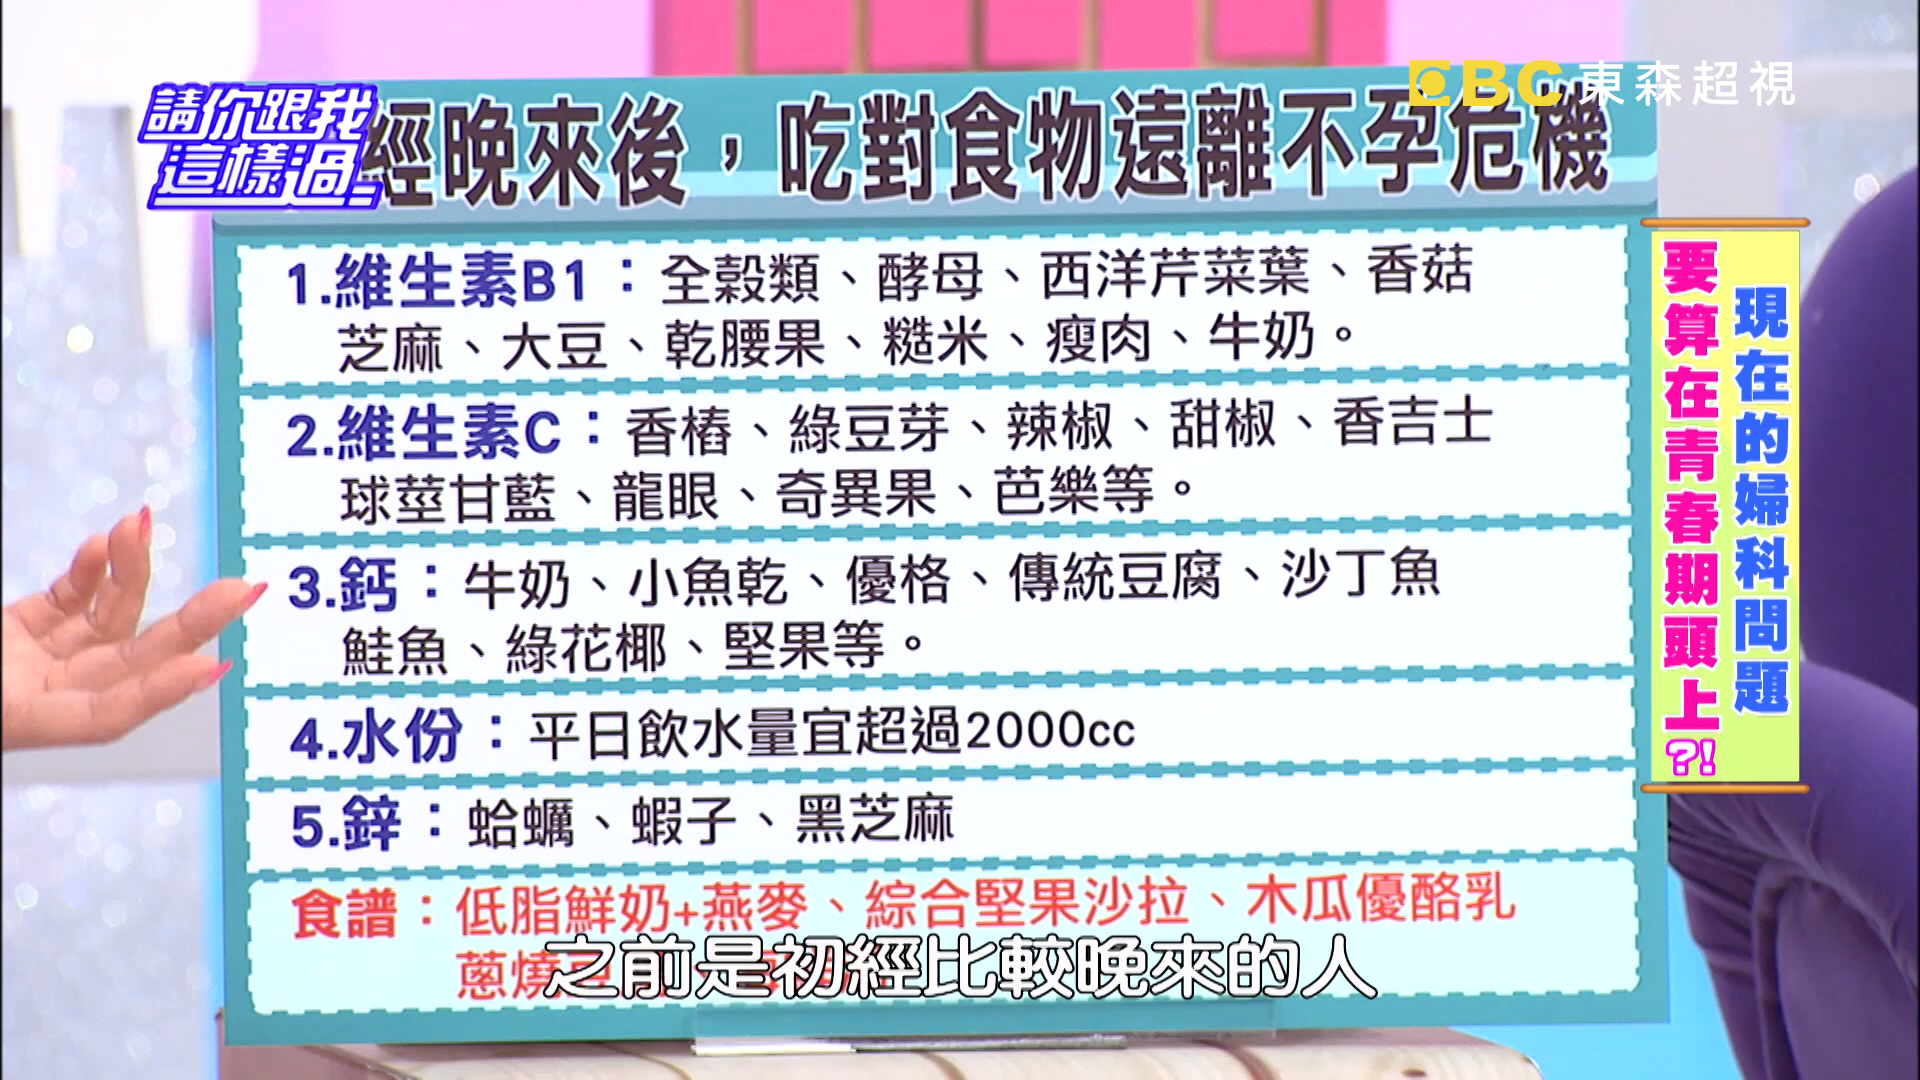 請你跟我
這樣過
EBC東森超視
經晚來後，吃對食物遠離不孕危機
1.維生素B1：全穀類、酵母、西洋芹菜葉、香菇
芝麻、大豆、乾腰果、糙米、瘦肉、牛奶。
2.維生素C：香樁、綠豆芽、辣椒、甜椒、香吉士
球莖甘藍、龍眼、奇異果、芭樂等。
3.鈣：牛奶、小魚乾、優格、傳統豆腐、沙丁魚
鮭魚、綠花椰、堅果等。
4.水份：平日飲水量宜超過2000cc
5.鋅：蛤蠣、蝦子、黑芝麻
食譜：低脂鮮奶+燕麥、綜合堅果沙拉、木瓜優酪乳
蔥燒豆
之前是初經比較晚來的人
現在的婦科問題
要算在青春期頭上?!